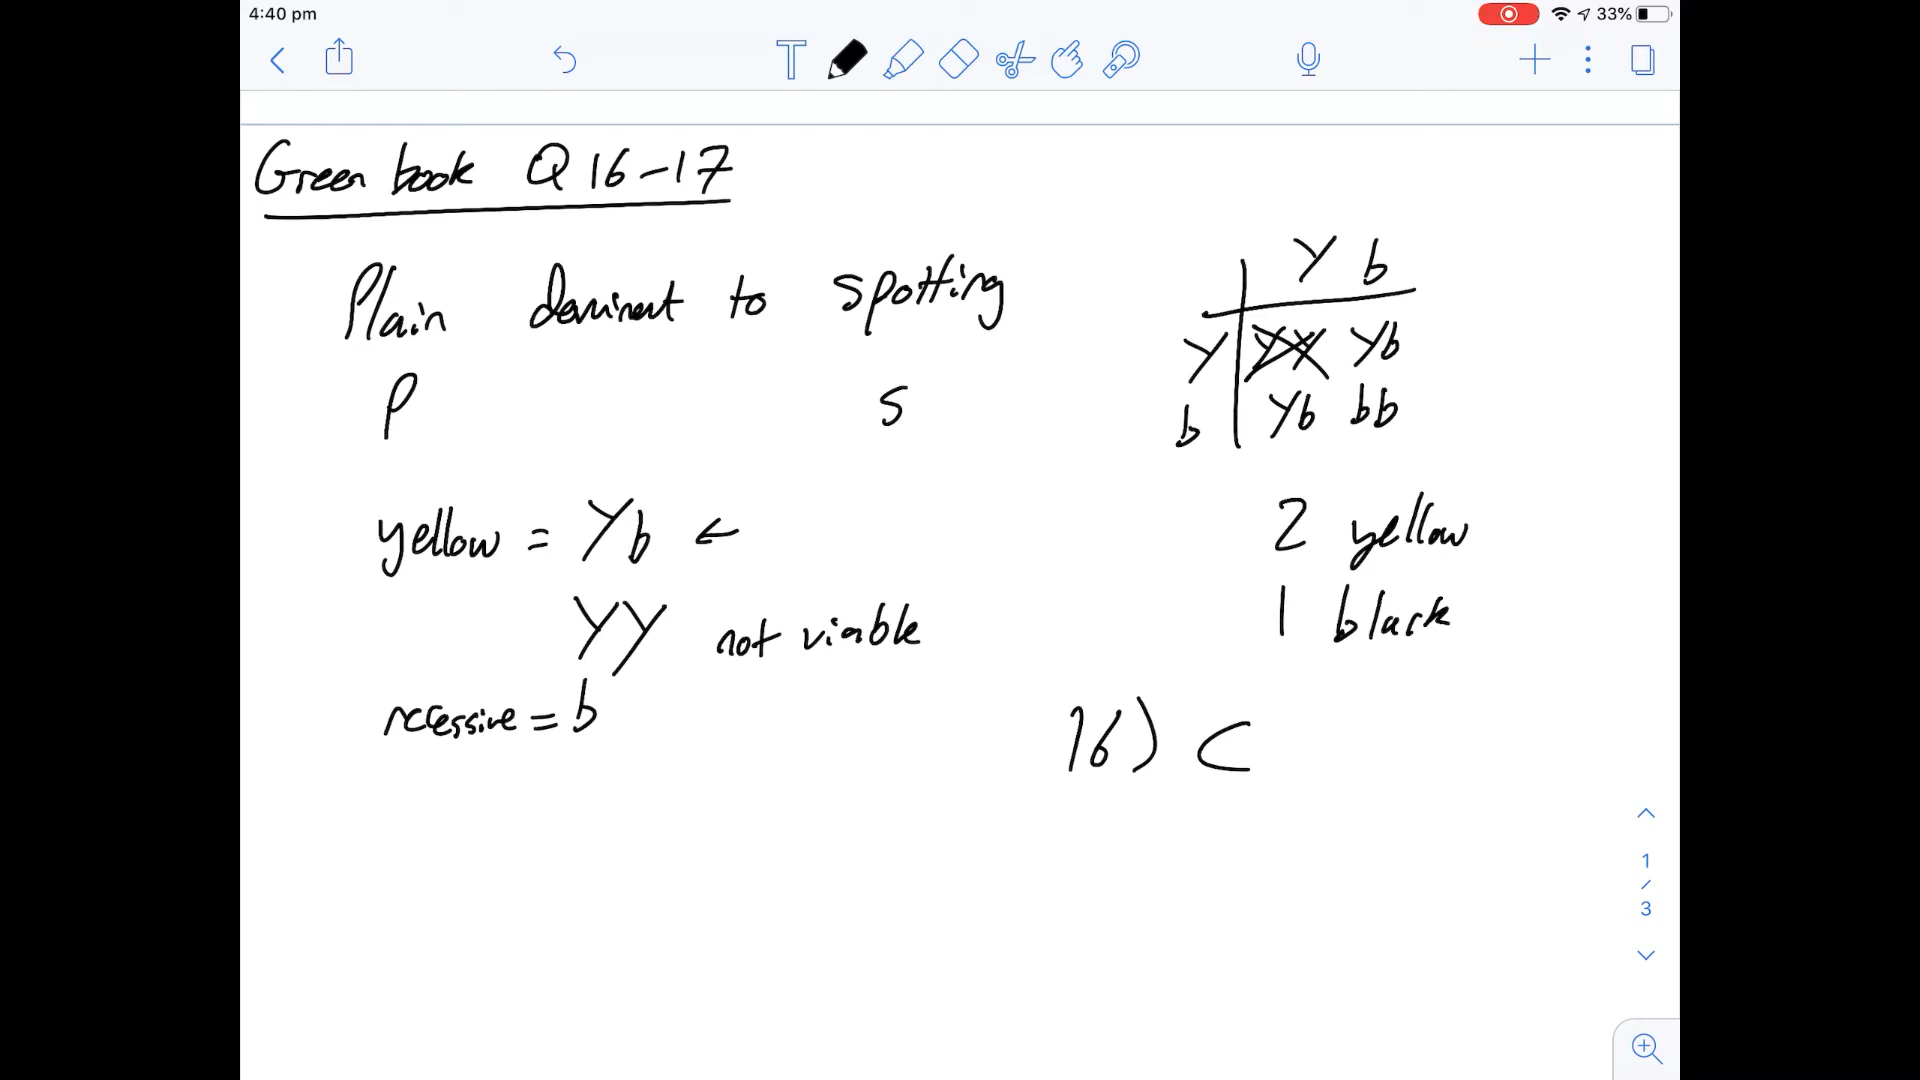 4:40 pm
33%
Green book Q 16-17
Plain dominent to spotting
P s
Y b
Y YY Yb
b Yb bb
yellow = Yb ←
YY not viable
recessive = b
2 yellow
1 black
16) C
1
/
3